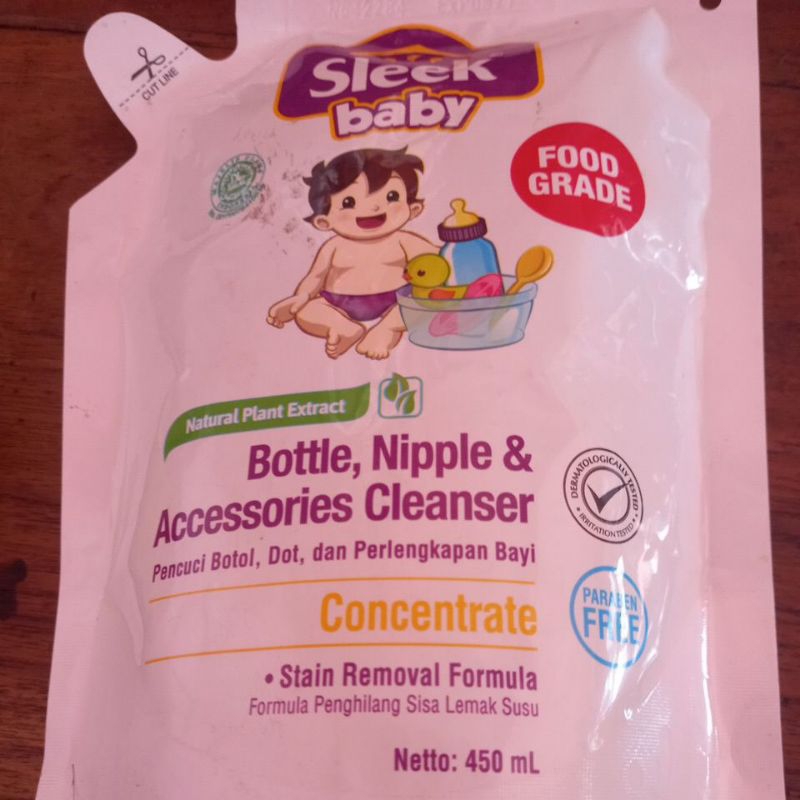 CUT LINE
Sleek
baby
FOOD
GRADE
Natural Plant Extract
Bottle, Nipple &
Accessories Cleanser
Pencuci Botol, Dot, dan Perlengkapan Bayi
DERMATOLOGICALLY TESTED
IRRITATION TESTED
Concentrate
PARABEN
FREE
• Stain Removal Formula
Formula Penghilang Sisa Lemak Susu
Netto: 450 mL